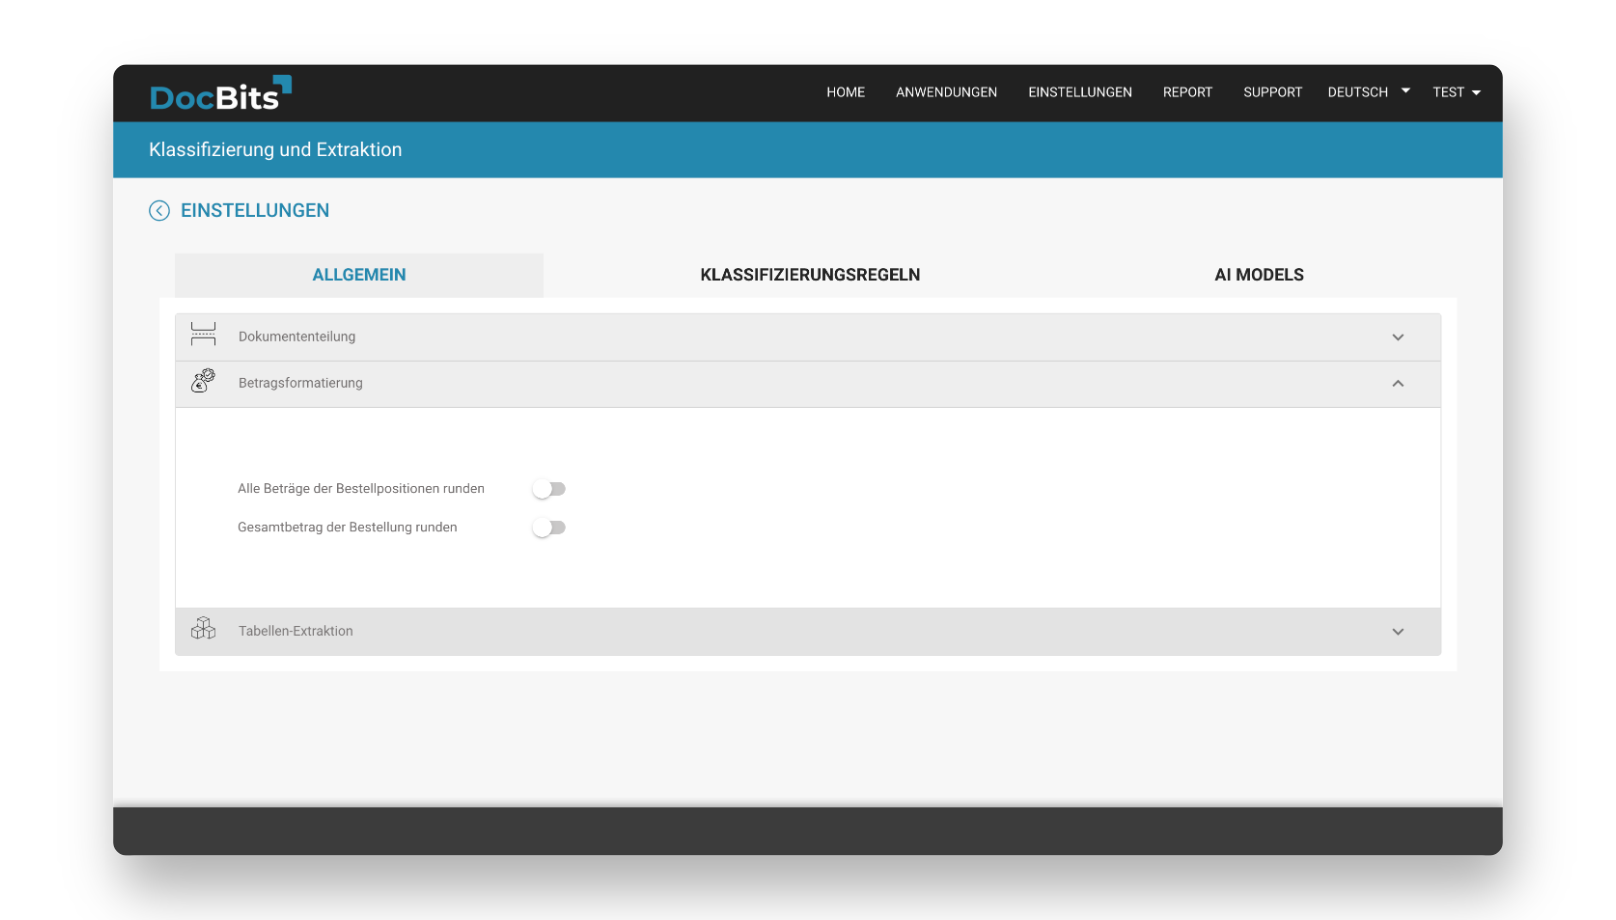 DocBits
HOME ANWENDUNGEN EINSTELLUNGEN REPORT SUPPORT DEUTSCH TEST
Klassifizierung und Extraktion
EINSTELLUNGEN
ALLGEMEIN KLASSIFIZIERUNGSREGELN AI MODELS
Dokumententeilung
€ Betragsformatierung
Alle Beträge der Bestellpositionen runden
Gesamtbetrag der Bestellung runden
Tabellen-Extraktion